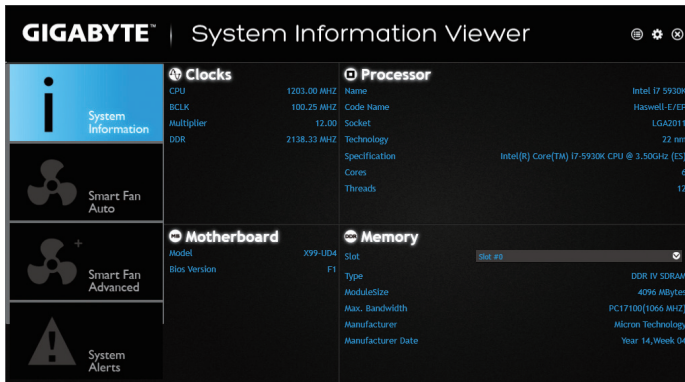 GIGABYTE™ | System Information Viewer
System Information
Smart Fan Auto
Smart Fan Advanced
System Alerts
Clocks
CPU 1203.00 MHZ
BCLK 100.25 MHZ
Multiplier 12.00
DDR 2138.33 MHZ
Processor
Name Intel i7 5930K
Code Name Haswell-E/EP
Socket LGA2011
Technology 22 nm
Specification Intel(R) Core(TM) i7-5930K CPU @ 3.50GHz (ES)
Cores 6
Threads 12
MB Motherboard
Model X99-UD4
Bios Version F1
DDR Memory
Slot Slot #0
Type DDR IV SDRAM
ModuleSize 4096 MBytes
Max. Bandwidth PC17100(1066 MHZ)
Manufacturer Micron Technology
Manufacturer Date Year 14,Week 04